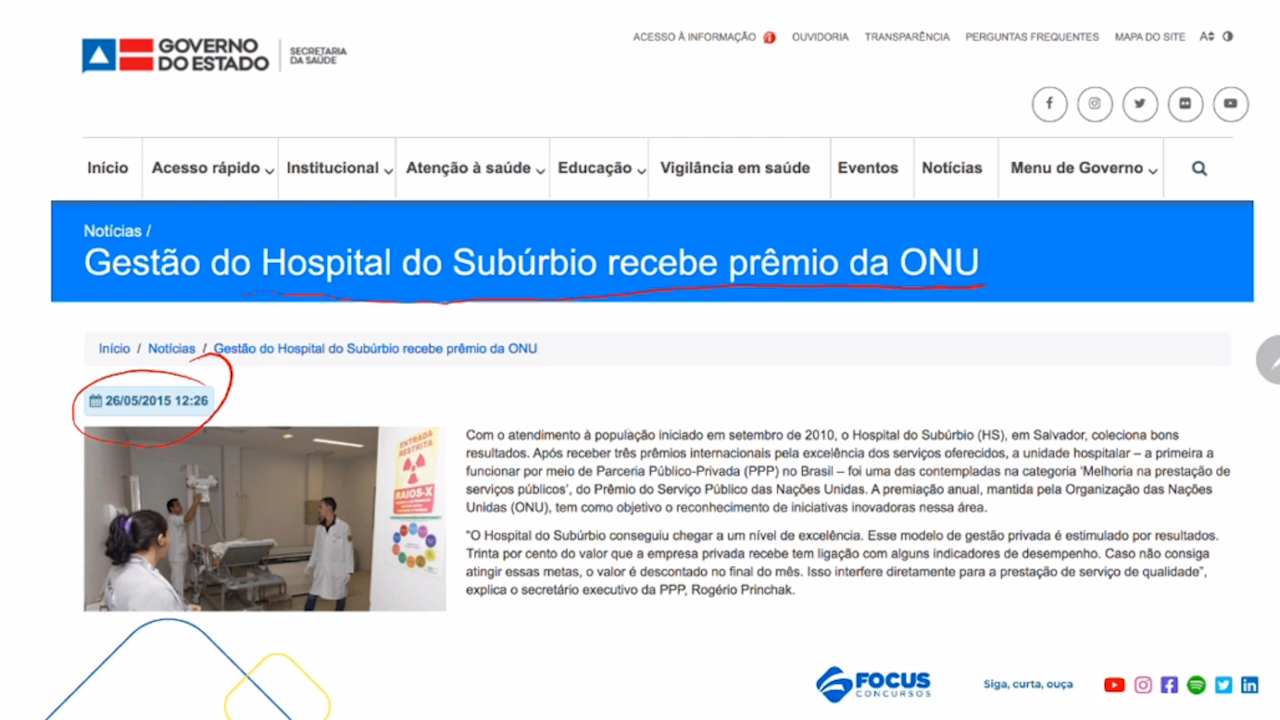 GOVERNO
DO ESTADO
SECRETARIA
DA SAÚDE
ACESSO À INFORMAÇÃO
OUVIDORIA
TRANSPARÊNCIA
PERGUNTAS FREQUENTES
MAPA DO SITE
Início
Acesso rápido
Institucional
Atenção à saúde
Educação
Vigilância em saúde
Eventos
Notícias
Menu de Governo
Notícias /
Gestão do Hospital do Subúrbio recebe prêmio da ONU
Início / Notícias / Gestão do Hospital do Subúrbio recebe prêmio da ONU
26/05/2015 12:26
ENTRADA
RESTRITA
RAIOS-X
Com o atendimento à população iniciado em setembro de 2010, o Hospital do Subúrbio (HS), em Salvador, coleciona bons
resultados. Após receber três prêmios internacionais pela excelência dos serviços oferecidos, a unidade hospitalar – a primeira a
funcionar por meio de Parceria Público-Privada (PPP) no Brasil – foi uma das contempladas na categoria ‘Melhoria na prestação de
serviços públicos’, do Prêmio do Serviço Público das Nações Unidas. A premiação anual, mantida pela Organização das Nações
Unidas (ONU), tem como objetivo o reconhecimento de iniciativas inovadoras nessa área.
"O Hospital do Subúrbio conseguiu chegar a um nível de excelência. Esse modelo de gestão privada é estimulado por resultados.
Trinta por cento do valor que a empresa privada recebe tem ligação com alguns indicadores de desempenho. Caso não consiga
atingir essas metas, o valor é descontado no final do mês. Isso interfere diretamente para a prestação de serviço de qualidade”,
explica o secretário executivo da PPP, Rogério Princhak.
FOCUS
CONCURSOS
Siga, curta, ouça